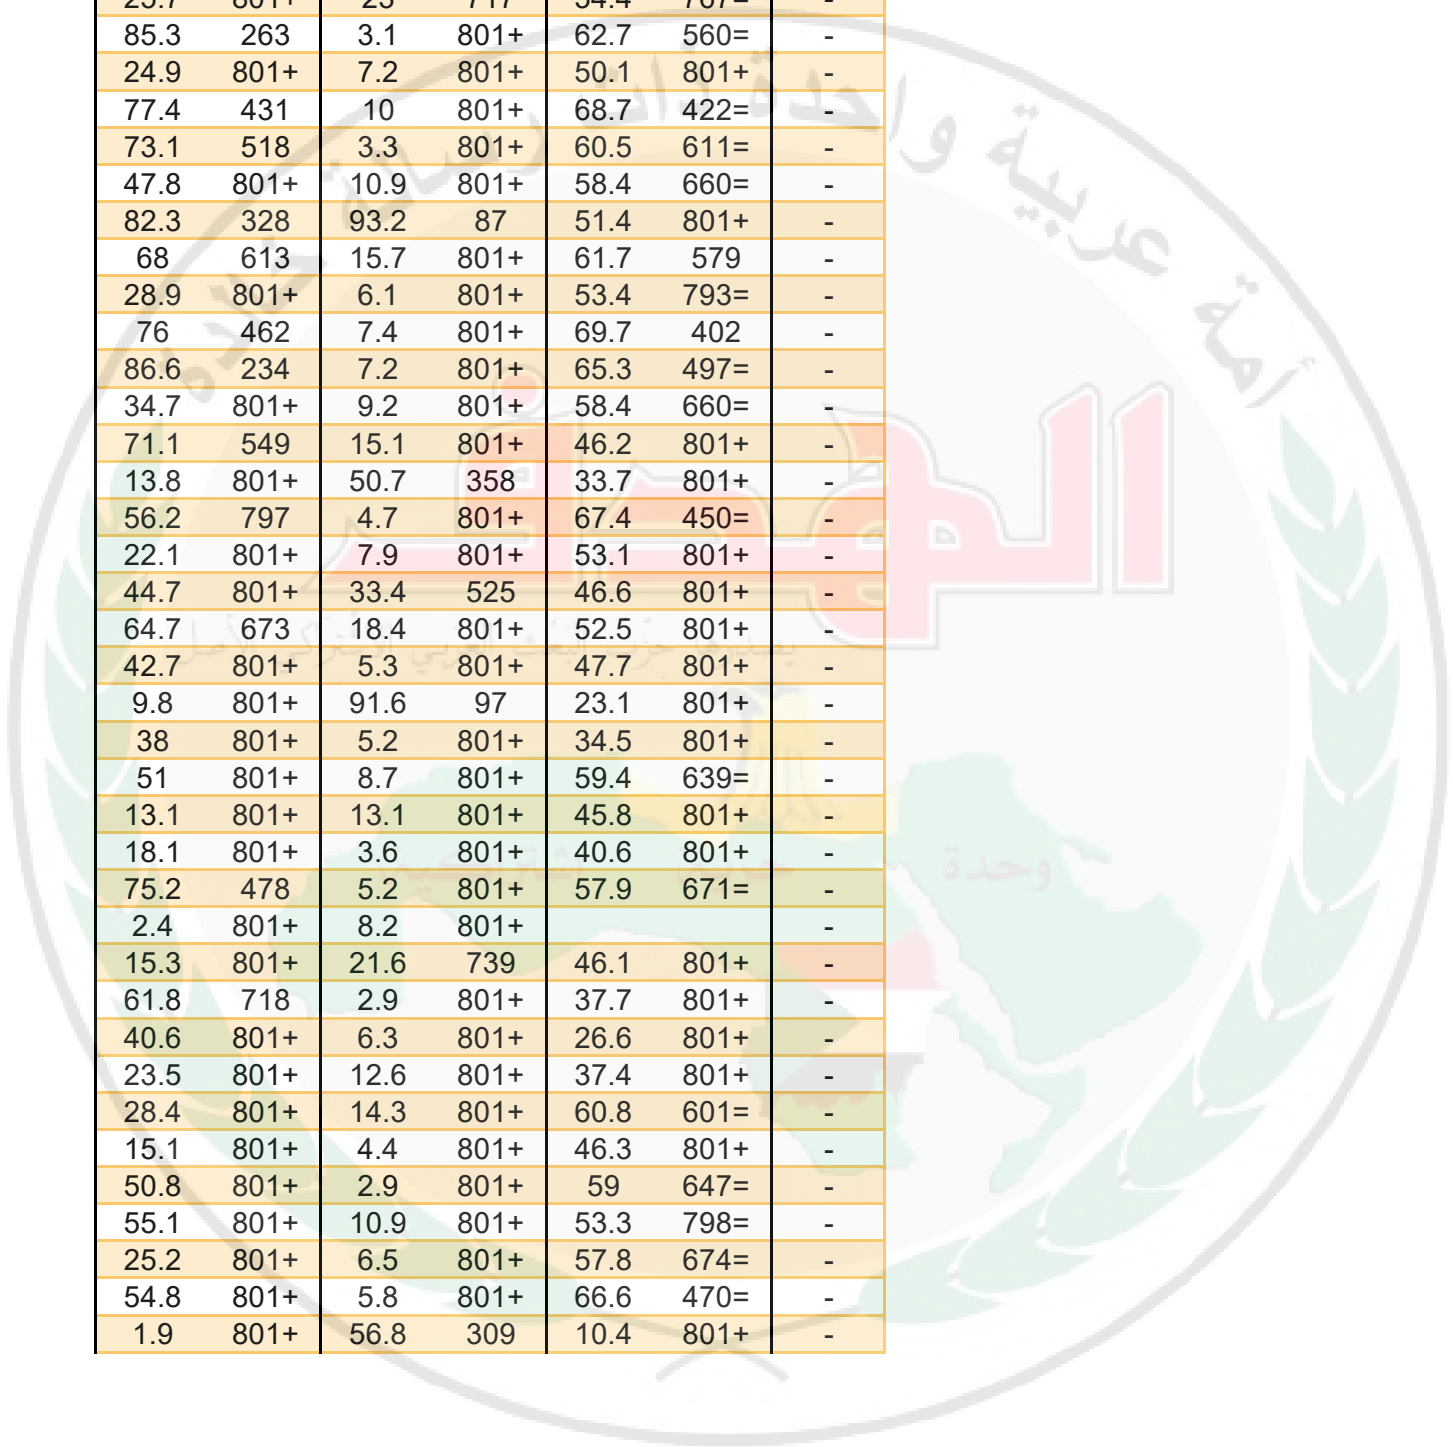 85.3 263 3.1 801+ 62.7 560= -
24.9 801+ 7.2 801+ 50.1 801+ -
77.4 431 10 801+ 68.7 422= -
73.1 518 3.3 801+ 60.5 611= -
47.8 801+ 10.9 801+ 58.4 660= -
82.3 328 93.2 87 51.4 801+ -
68 613 15.7 801+ 61.7 579 -
28.9 801+ 6.1 801+ 53.4 793= -
76 462 7.4 801+ 69.7 402 -
86.6 234 7.2 801+ 65.3 497= -
34.7 801+ 9.2 801+ 58.4 660= -
71.1 549 15.1 801+ 46.2 801+ -
13.8 801+ 50.7 358 33.7 801+ -
56.2 797 4.7 801+ 67.4 450= -
22.1 801+ 7.9 801+ 53.1 801+ -
44.7 801+ 33.4 525 46.6 801+ -
64.7 673 18.4 801+ 52.5 801+ -
42.7 801+ 5.3 801+ 47.7 801+ -
9.8 801+ 91.6 97 23.1 801+ -
38 801+ 5.2 801+ 34.5 801+ -
51 801+ 8.7 801+ 59.4 639= -
13.1 801+ 13.1 801+ 45.8 801+ -
18.1 801+ 3.6 801+ 40.6 801+ -
75.2 478 5.2 801+ 57.9 671= -
2.4 801+ 8.2 801+ -
15.3 801+ 21.6 739 46.1 801+ -
61.8 718 2.9 801+ 37.7 801+ -
40.6 801+ 6.3 801+ 26.6 801+ -
23.5 801+ 12.6 801+ 37.4 801+ -
28.4 801+ 14.3 801+ 60.8 601= -
15.1 801+ 4.4 801+ 46.3 801+ -
50.8 801+ 2.9 801+ 59 647= -
55.1 801+ 10.9 801+ 53.3 798= -
25.2 801+ 6.5 801+ 57.8 674= -
54.8 801+ 5.8 801+ 66.6 470= -
1.9 801+ 56.8 309 10.4 801+ -
أمة عربية واحدة ذات رسالة خالدة
الهدف
يصدرها حزب البعث العربي الاشتراكي الأصل
وحدة حرية اشتراكية